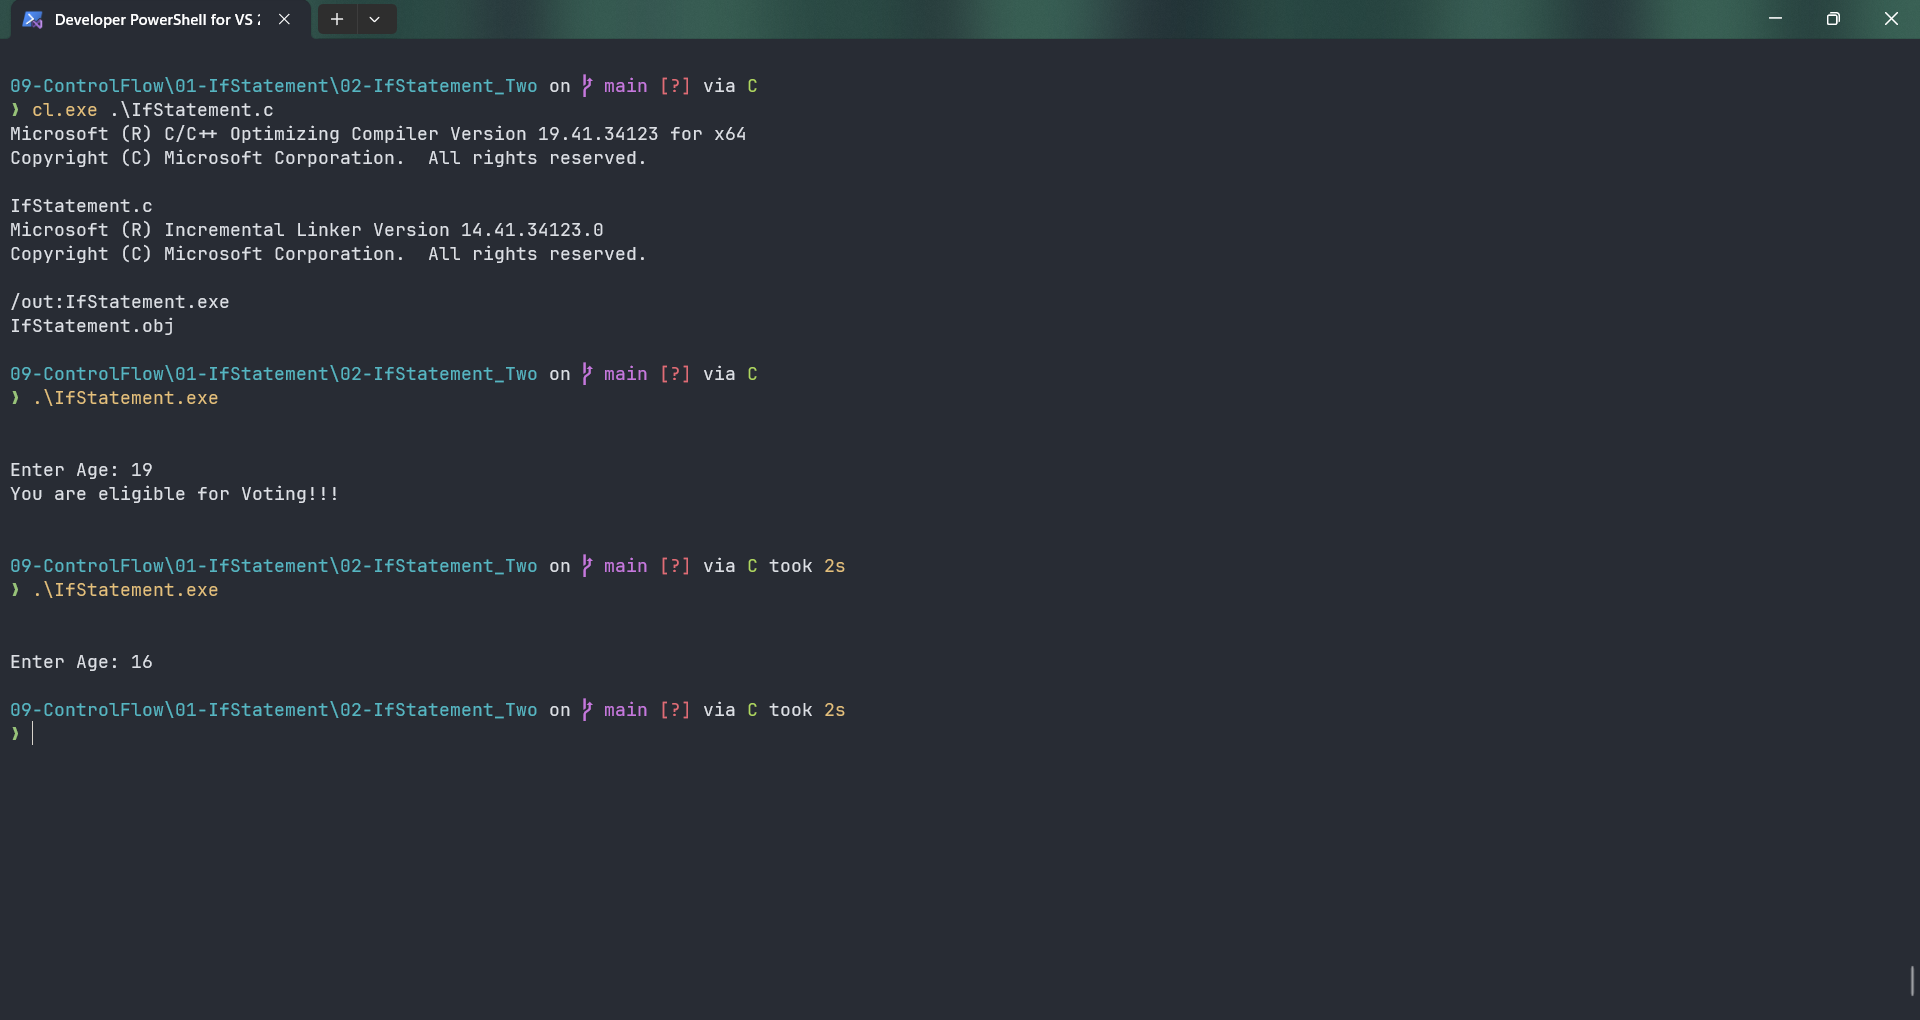 Developer PowerShell for VS
09-ControlFlow\01-IfStatement\02-IfStatement_Two on main [?] via C
❯ cl.exe .\IfStatement.c
Microsoft (R) C/C++ Optimizing Compiler Version 19.41.34123 for x64
Copyright (C) Microsoft Corporation.  All rights reserved.
IfStatement.c
Microsoft (R) Incremental Linker Version 14.41.34123.0
Copyright (C) Microsoft Corporation.  All rights reserved.
/out:IfStatement.exe
IfStatement.obj
09-ControlFlow\01-IfStatement\02-IfStatement_Two on main [?] via C
❯ .\IfStatement.exe
Enter Age: 19
You are eligible for Voting!!!
09-ControlFlow\01-IfStatement\02-IfStatement_Two on main [?] via C took 2s
❯ .\IfStatement.exe
Enter Age: 16
09-ControlFlow\01-IfStatement\02-IfStatement_Two on main [?] via C took 2s
❯